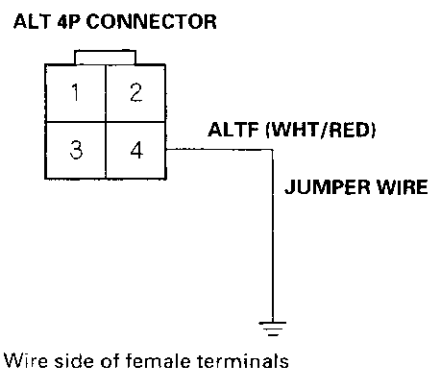 ALT 4P CONNECTOR
1 2
3 4
ALTF (WHT/RED)
JUMPER WIRE
Wire side of female terminals